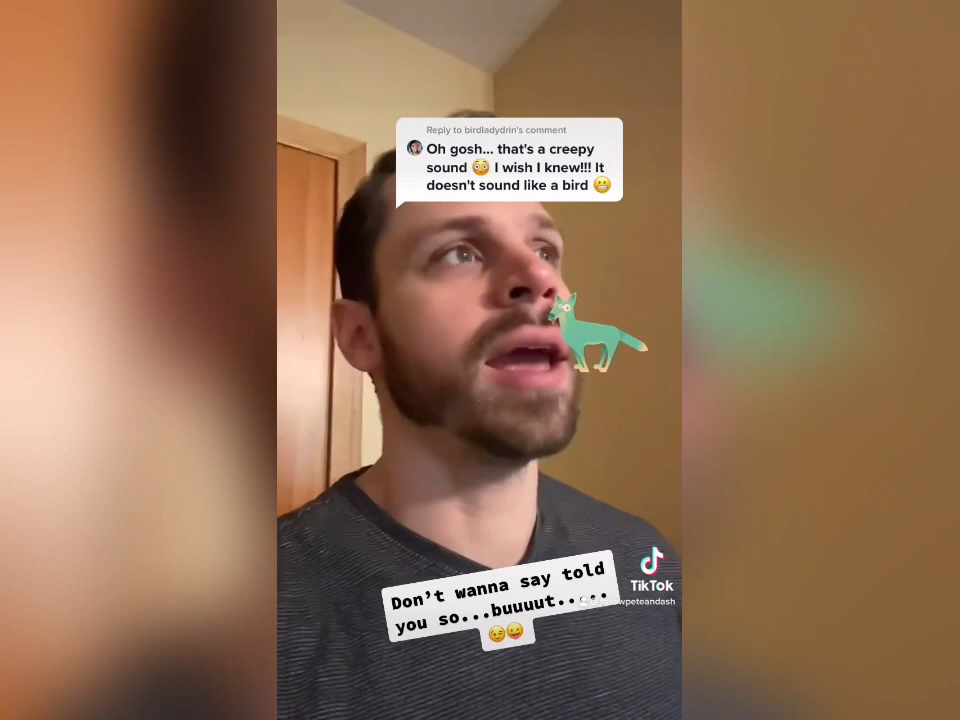 Reply to birdladydrin's comment
Oh gosh... that's a creepy
sound 😳 I wish I knew!!! It
doesn't sound like a bird 😬
Don't wanna say told
you so...buuuut.....
😉😛
TikTok